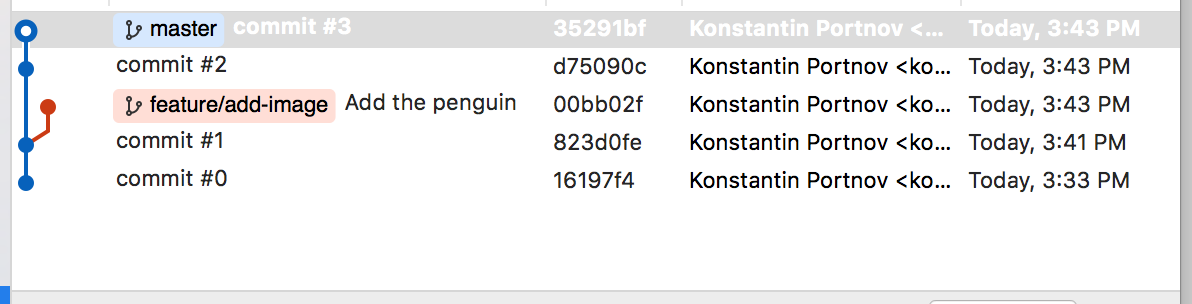 master commit #3 35291bf Konstantin Portnov <... Today, 3:43 PM
commit #2 d75090c Konstantin Portnov <ko... Today, 3:43 PM
feature/add-image Add the penguin 00bb02f Konstantin Portnov <ko... Today, 3:43 PM
commit #1 823d0fe Konstantin Portnov <ko... Today, 3:41 PM
commit #0 16197f4 Konstantin Portnov <ko... Today, 3:33 PM